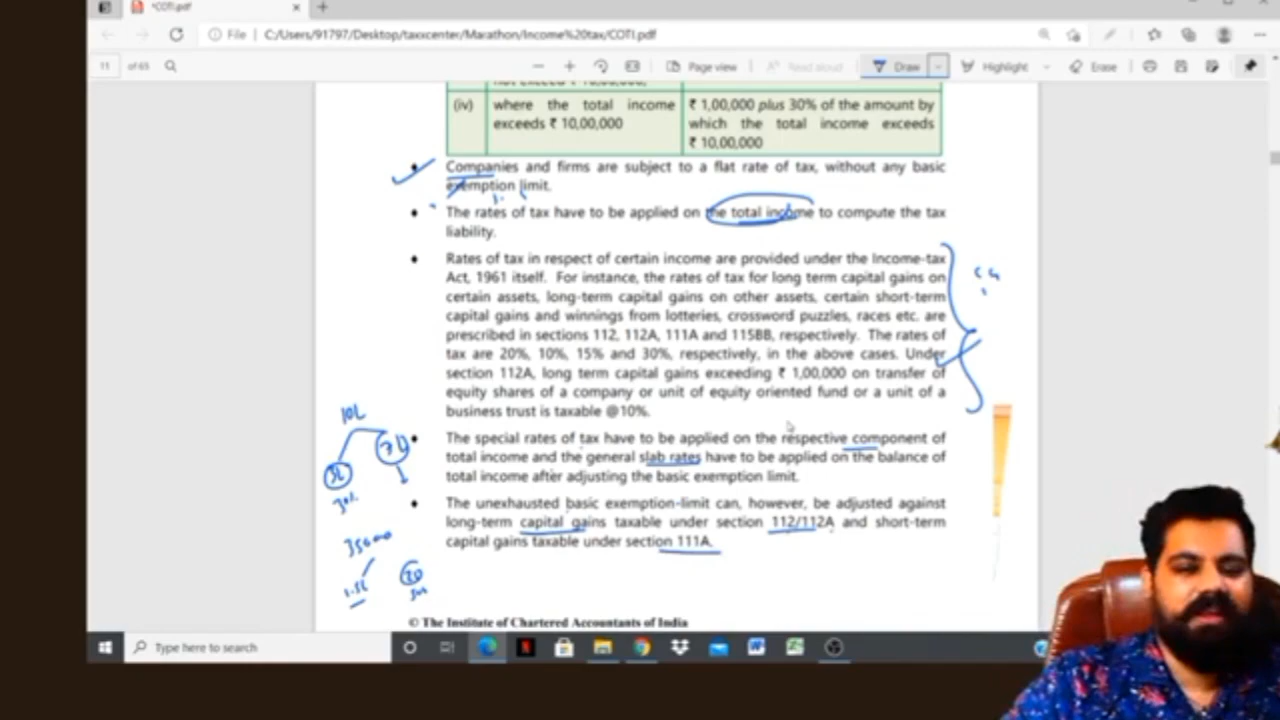 *COTI.pdf
File | C:/Users/91797/Desktop/taxxcenter/Marathon/Income%20tax/COTI.pdf
11 of 65 Page view Read aloud Draw Highlight Erase
(iv) where the total income exceeds ₹ 10,00,000
₹ 1,00,000 plus 30% of the amount by which the total income exceeds ₹ 10,00,000
• Companies and firms are subject to a flat rate of tax, without any basic
exemption limit.
• The rates of tax have to be applied on the total income to compute the tax
liability.
• Rates of tax in respect of certain income are provided under the Income-tax
Act, 1961 itself. For instance, the rates of tax for long term capital gains on
certain assets, long-term capital gains on other assets, certain short-term
capital gains and winnings from lotteries, crossword puzzles, races etc. are
prescribed in sections 112, 112A, 111A and 115BB, respectively. The rates of
tax are 20%, 10%, 15% and 30%, respectively, in the above cases. Under
section 112A, long term capital gains exceeding ₹ 1,00,000 on transfer of
equity shares of a company or unit of equity oriented fund or a unit of a
business trust is taxable @10%.
10L
• The special rates of tax have to be applied on the respective component of
total income and the general slab rates have to be applied on the balance of
total income after adjusting the basic exemption limit.
3L
30%
• The unexhausted basic exemption-limit can, however, be adjusted against
long-term capital gains taxable under section 112/112A and short-term
capital gains taxable under section 111A.
© The Institute of Chartered Accountants of India
Type here to search